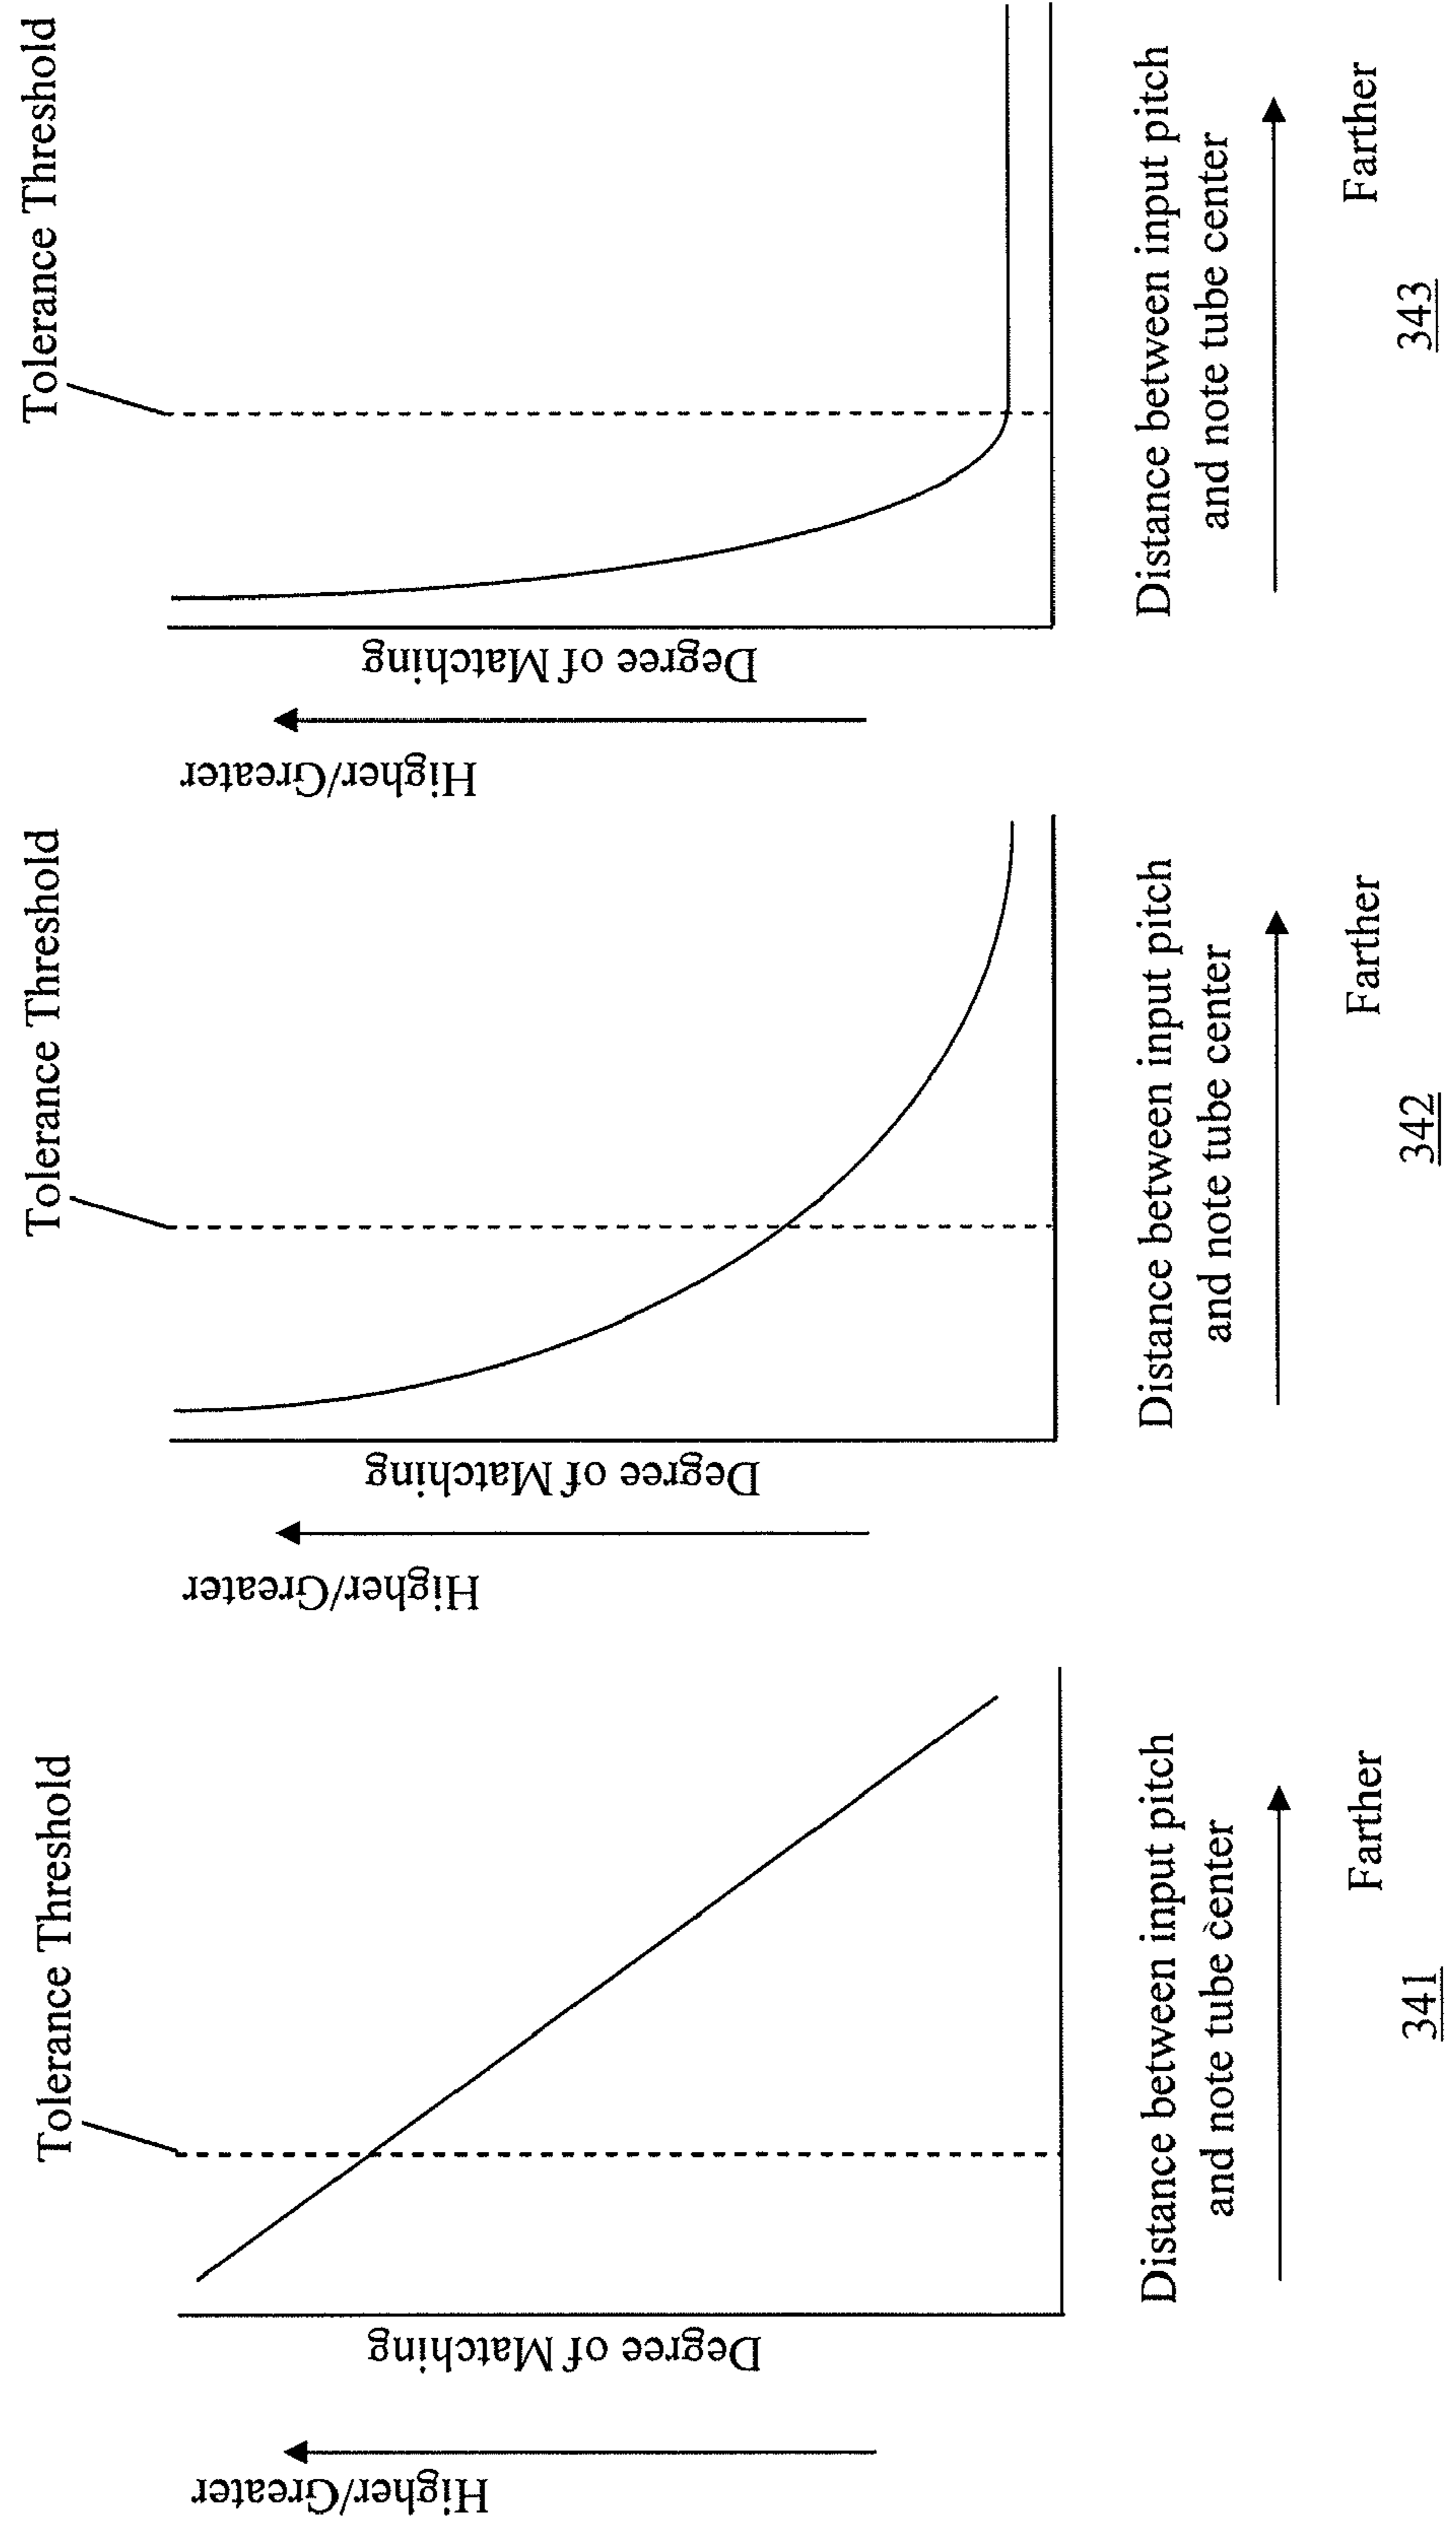 Tolerance Threshold
Higher/Greater
Degree of Matching
Distance between input pitch
and note tube center
Farther
341
Tolerance Threshold
Higher/Greater
Degree of Matching
Distance between input pitch
and note tube center
Farther
342
Tolerance Threshold
Higher/Greater
Degree of Matching
Distance between input pitch
and note tube center
Farther
343